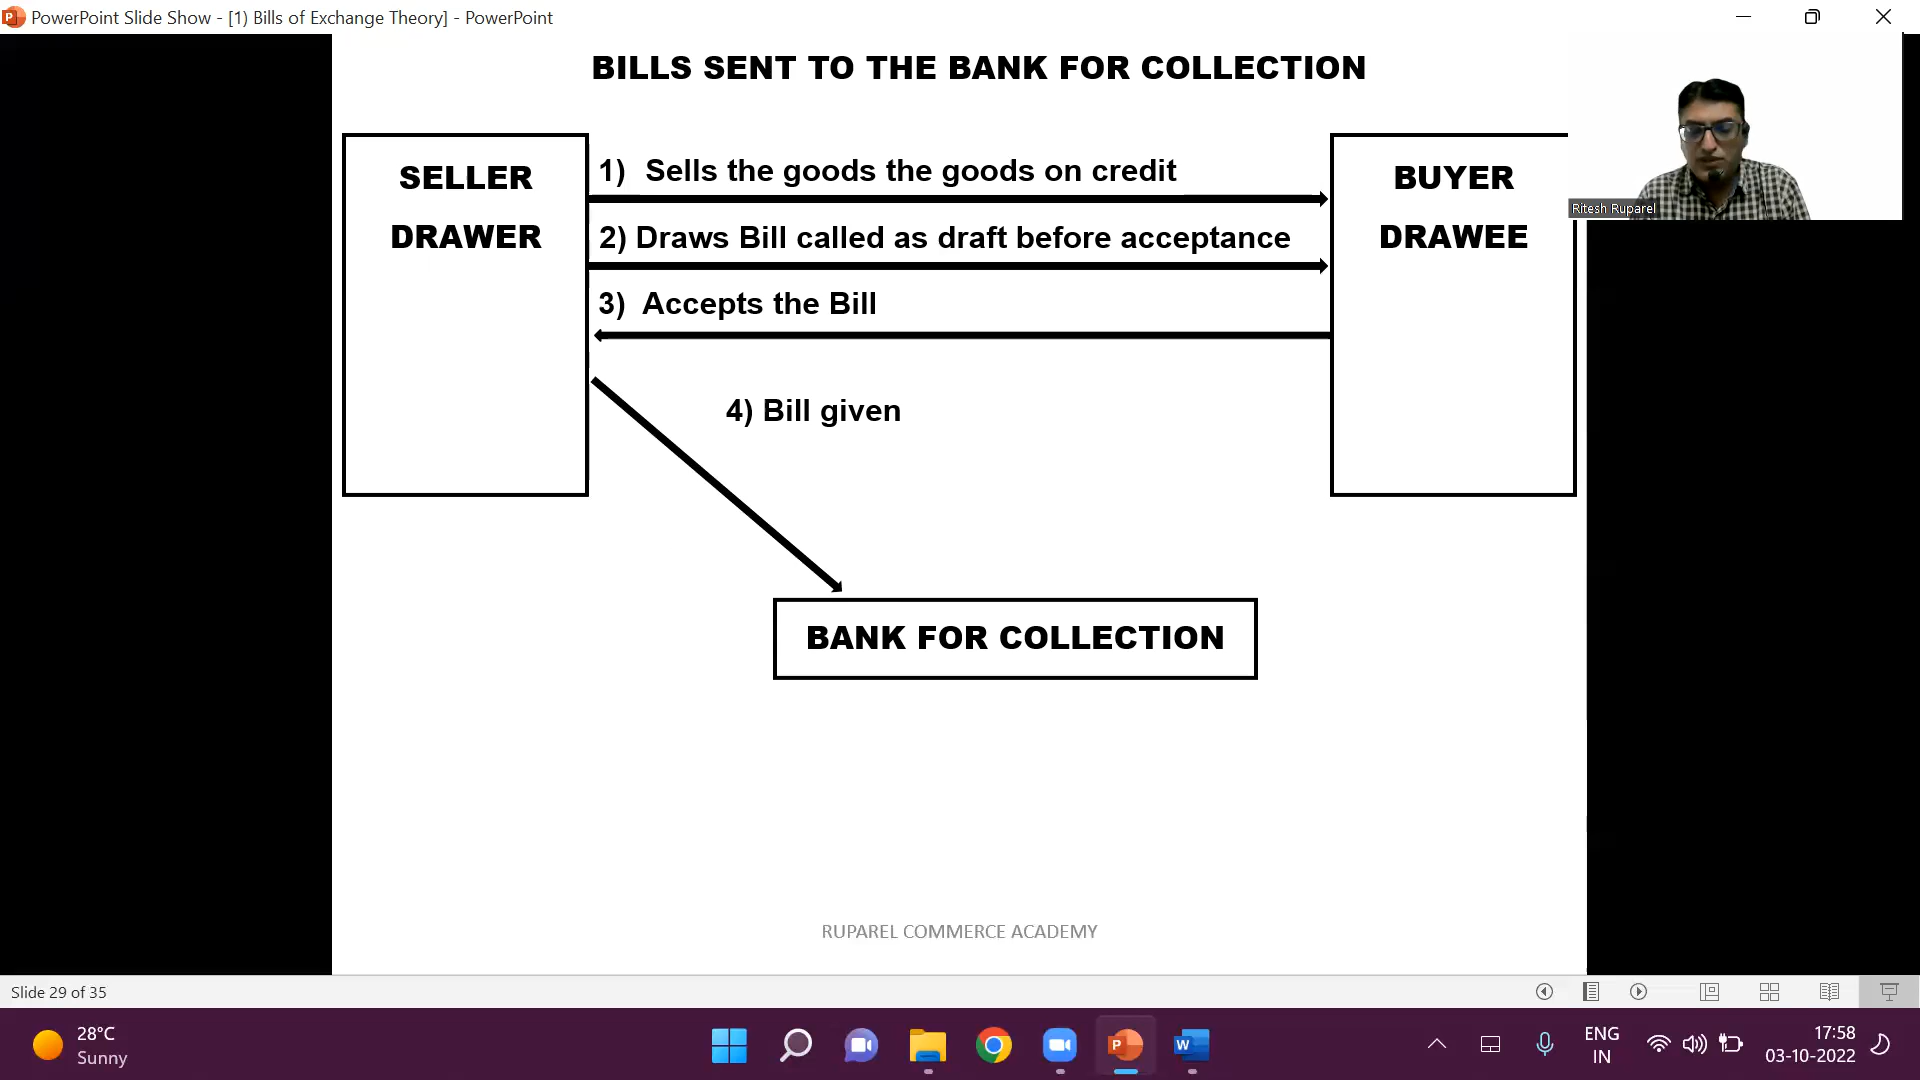 PowerPoint Slide Show - [1) Bills of Exchange Theory] - PowerPoint
BILLS SENT TO THE BANK FOR COLLECTION
SELLER
DRAWER
1) Sells the goods the goods on credit
2) Draws Bill called as draft before acceptance
3) Accepts the Bill
4) Bill given
BUYER
DRAWEE
Ritesh Ruparel
BANK FOR COLLECTION
RUPAREL COMMERCE ACADEMY
Slide 29 of 35
28°C
Sunny
ENG
IN
17:58
03-10-2022